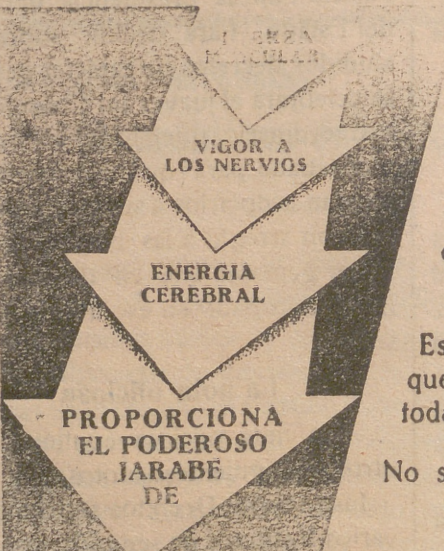 MUSCULAR
VIGOR A
LOS NERVIOS
ENERGIA
CEREBRAL
PROPORCIONA
EL PODEROSO
JARABE
DE
Es
que
toda
No s